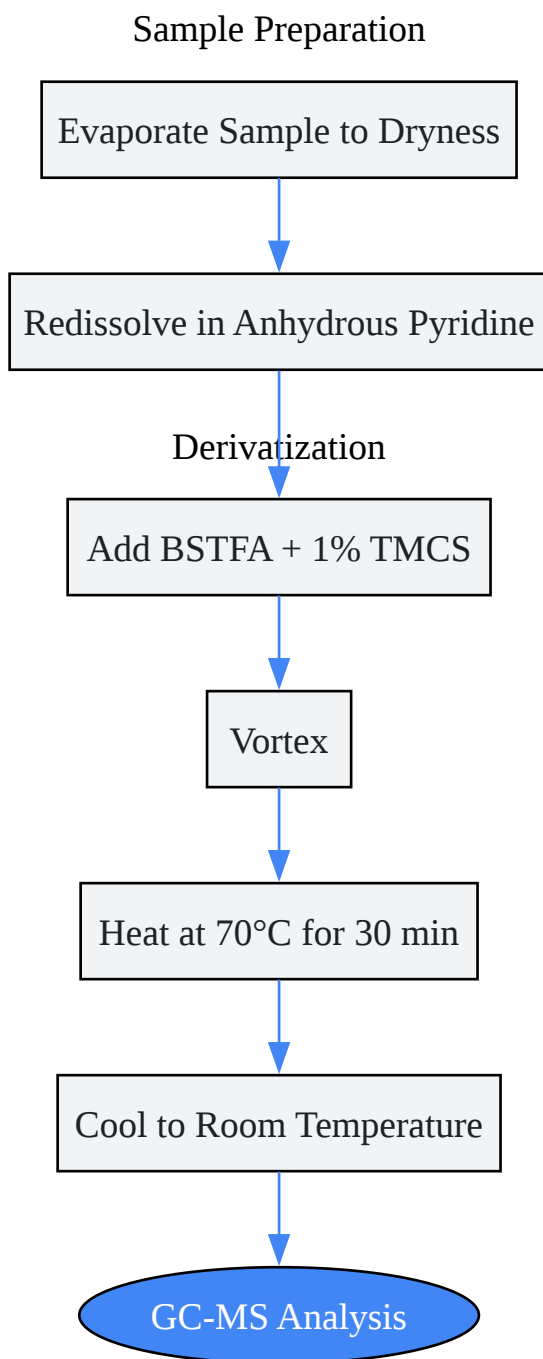 Sample Preparation
Evaporate Sample to Dryness
Redissolve in Anhydrous Pyridine
Derivatization
Add BSTFA + 1% TMCS
Vortex
Heat at 70°C for 30 min
Cool to Room Temperature
GC-MS Analysis